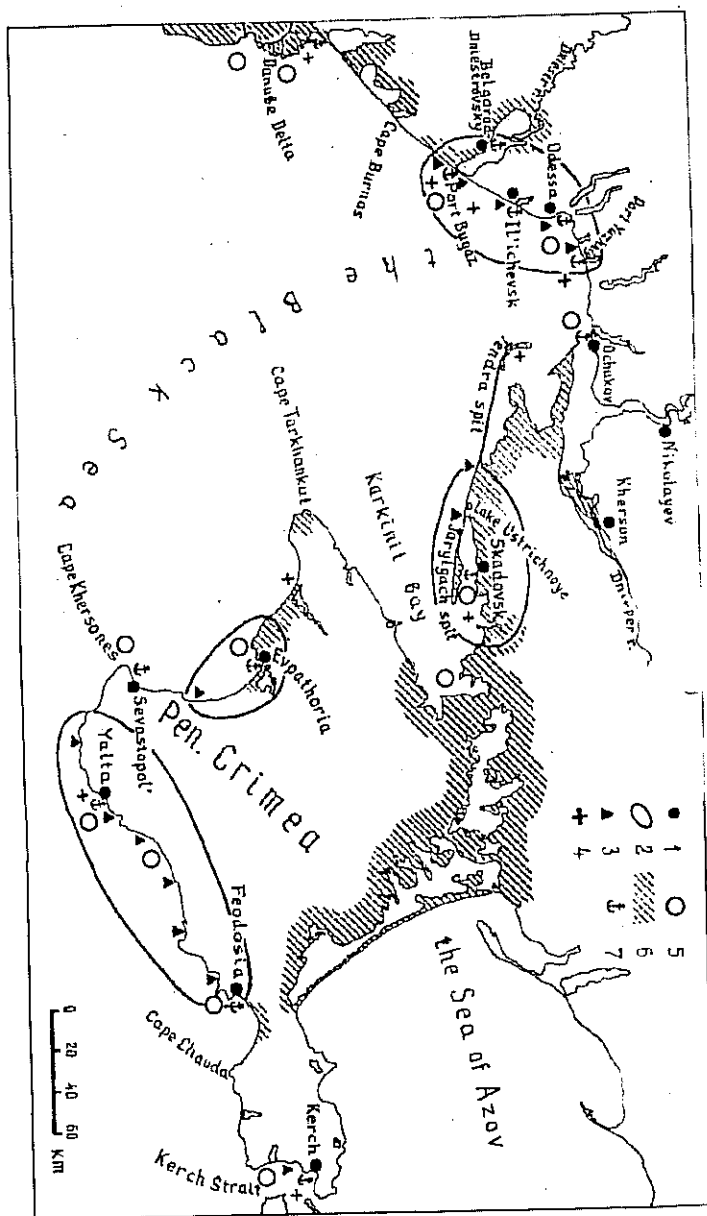 Dniestr r.
Belgorod
Dniestrovsky
Odessa
Port Yuzhny
Il'ichevsk
Port Bugaz
Cape Burnas
Danube Delta
Ochakov
Nikolayev
Kherson
Dnieper r.
endra spit
Lake Ustrichnoye
Skadovsk
Jarylgach spit
Karkinit
Bay
the Black Sea
Cape Tarkhankut
Evpathoria
Cape Khersones
Sevastopol'
Pen. Crimea
Yalta
Feodosia
Cape Chauda
Kerch
Kerch Strait
the Sea of Azov
1 5
2 6
3 7
4
0 20 40 60
KM